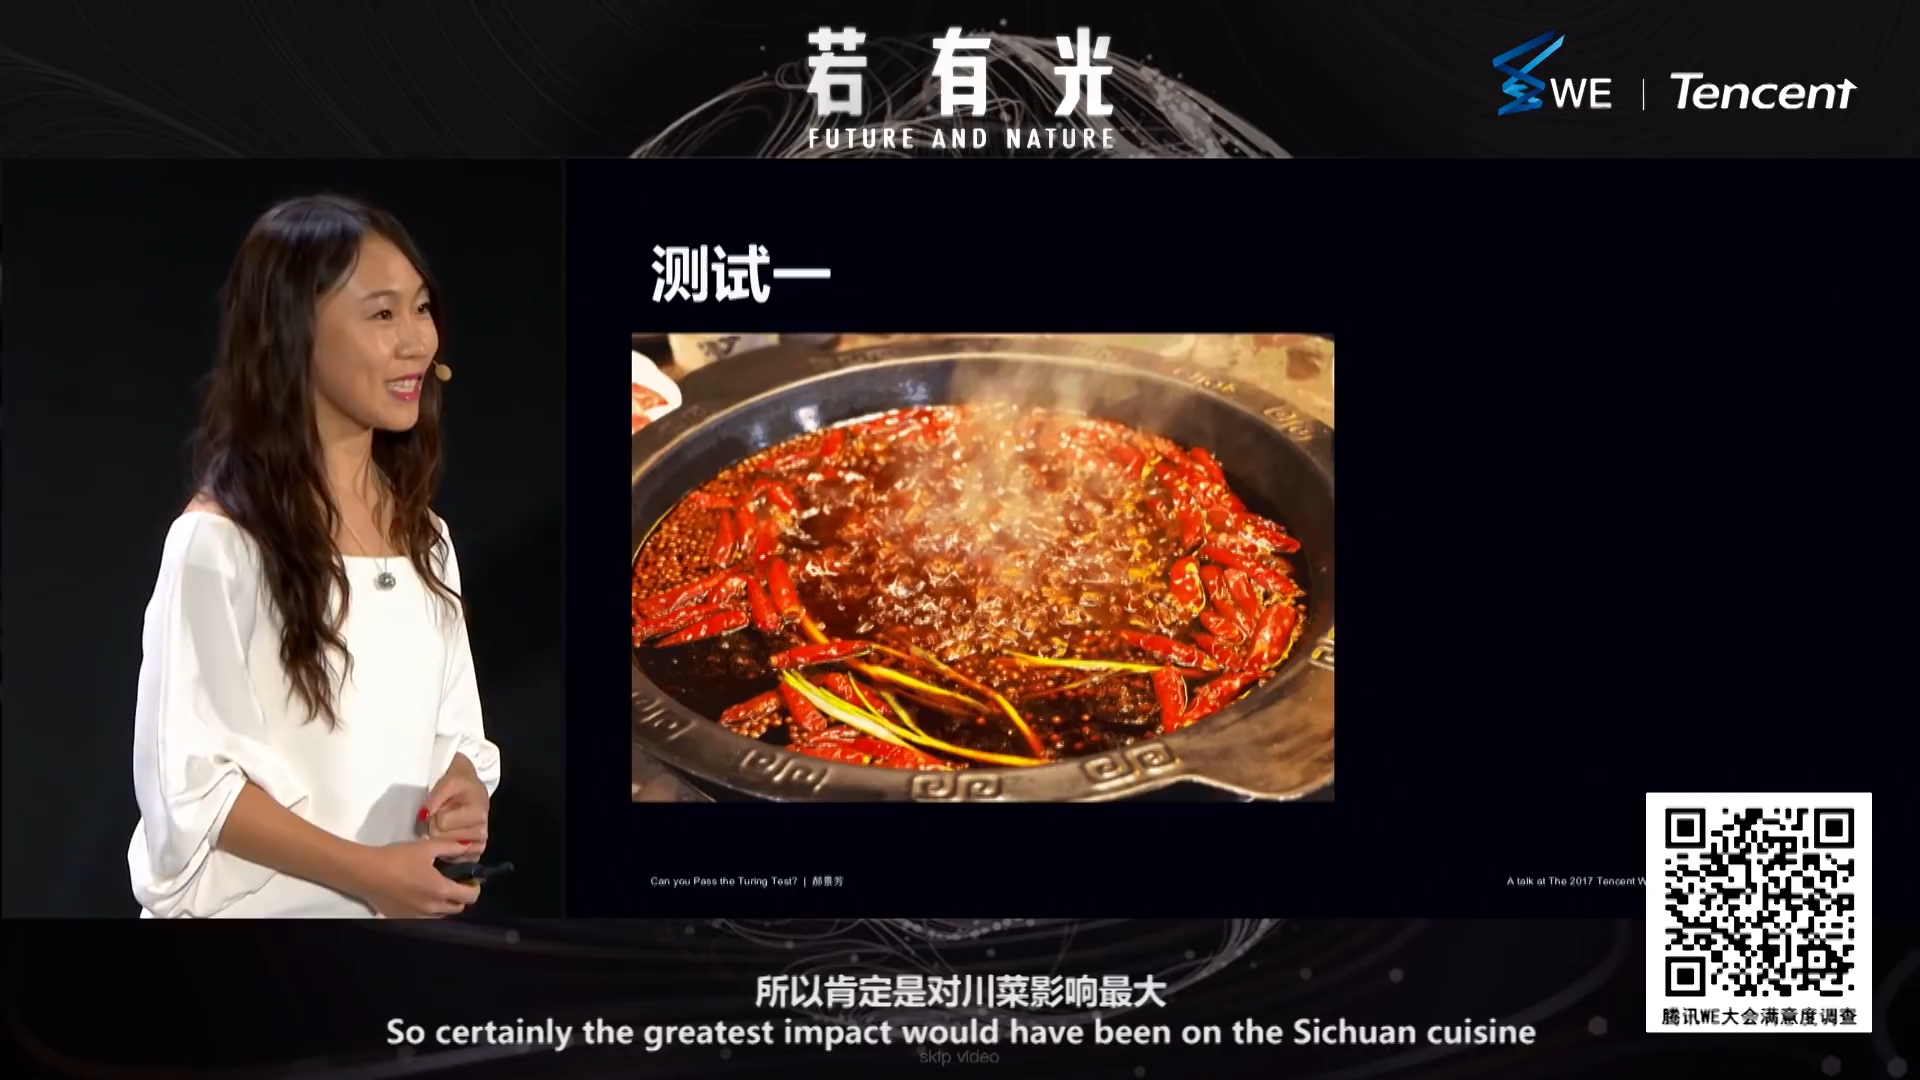 若有光
FUTURE AND NATURE
WE | Tencent
测试一
Can you Pass the Turing Test? | 郝景芳
A talk at The 2017 Tencent W
腾讯WE大会满意度调查
所以肯定是对川菜影响最大
So certainly the greatest impact would have been on the Sichuan cuisine
skip video